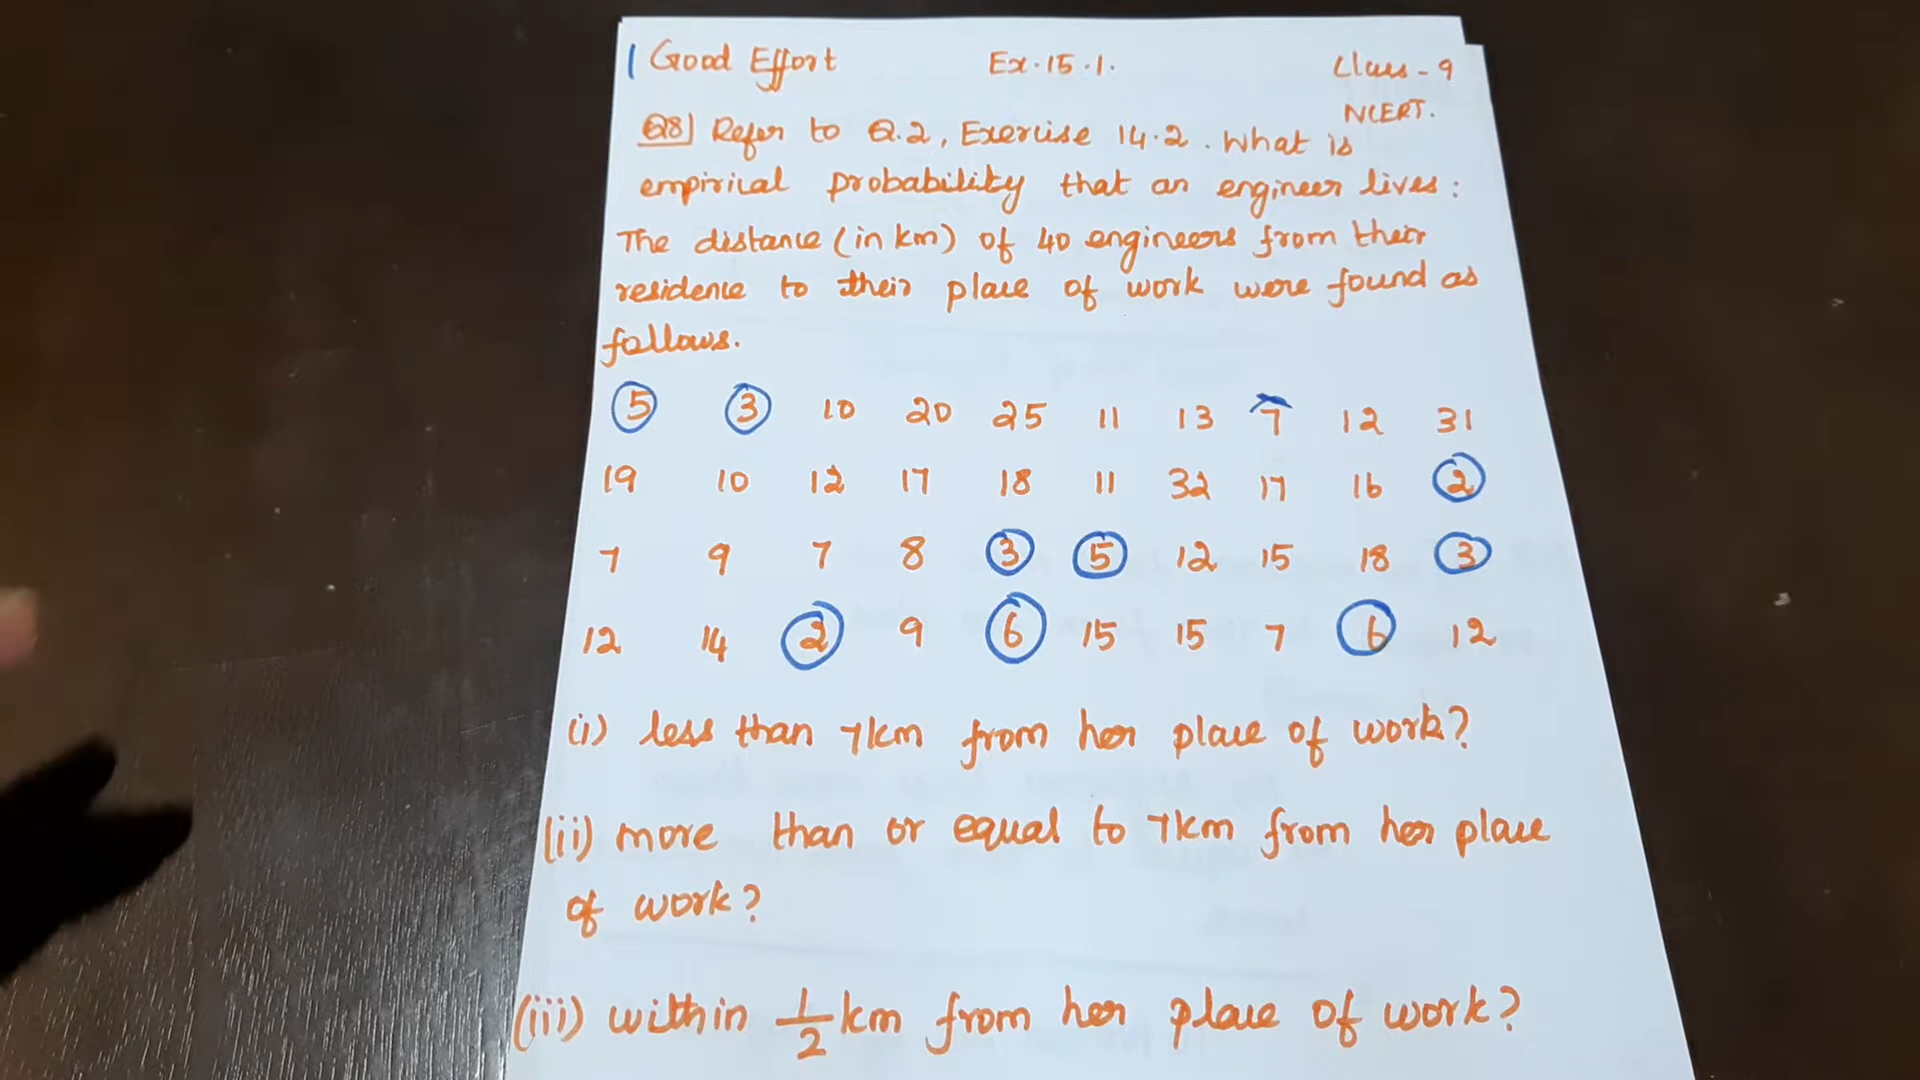 Good Effort Ex.15.1. Class-9
NCERT.
Q8] Refer to Q.2, Exercise 14.2. What is
empirical probability that an engineer lives:
The distance (in km) of 40 engineers from their
residence to their place of work were found as
follows.
5 3 10 20 25 11 13 7 12 31
19 10 12 17 18 11 32 17 16 2
7 9 7 8 3 5 12 15 18 3
12 14 2 9 6 15 15 7 6 12
(i) less than 7km from her place of work?
(ii) more than or equal to 7km from her place
of work?
(iii) within 1/2 km from her place of work?